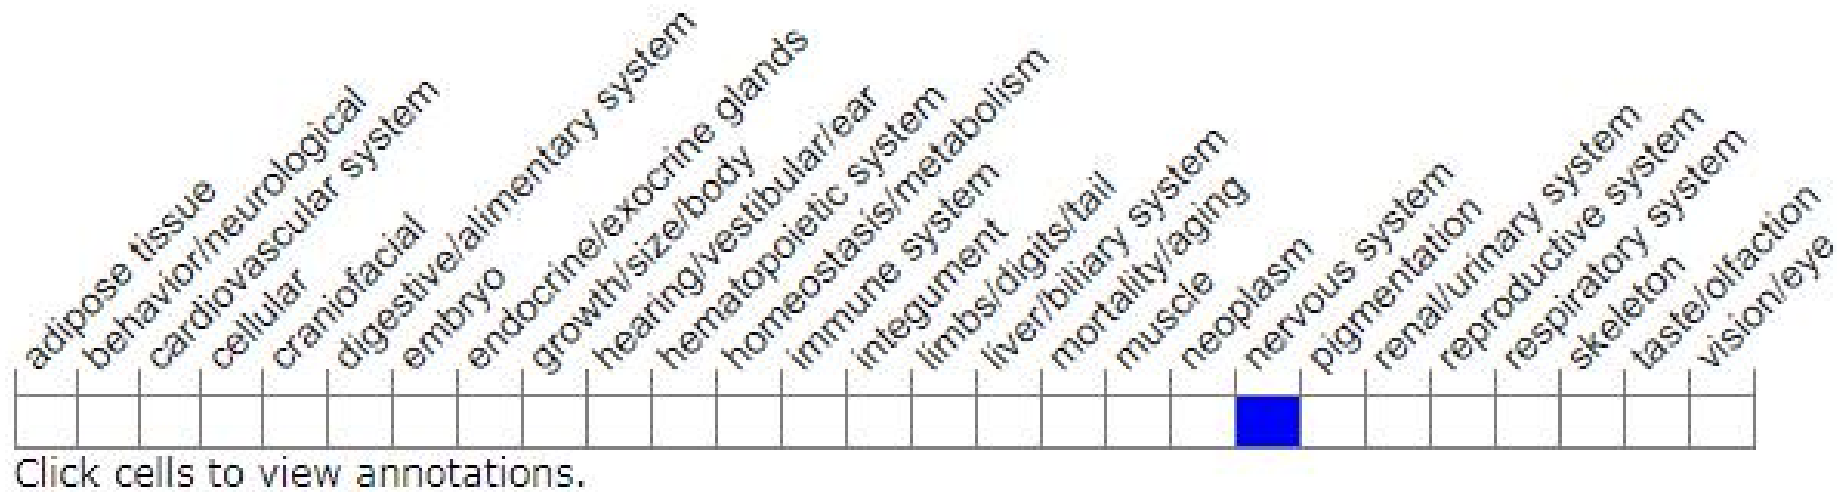 adipose tissue
behavior/neurological
cardiovascular system
cellular
craniofacial
digestive/alimentary system
embryo
endocrine/exocrine glands
growth/size/body
hearing/vestibular/ear
hematopoietic system
homeostasis/metabolism
immune system
integument
limbs/digits/tail
liver/biliary system
mortality/aging
muscle
neoplasm
nervous system
pigmentation
renal/urinary system
reproductive system
respiratory system
skeleton
taste/olfaction
vision/eye
Click cells to view annotations.